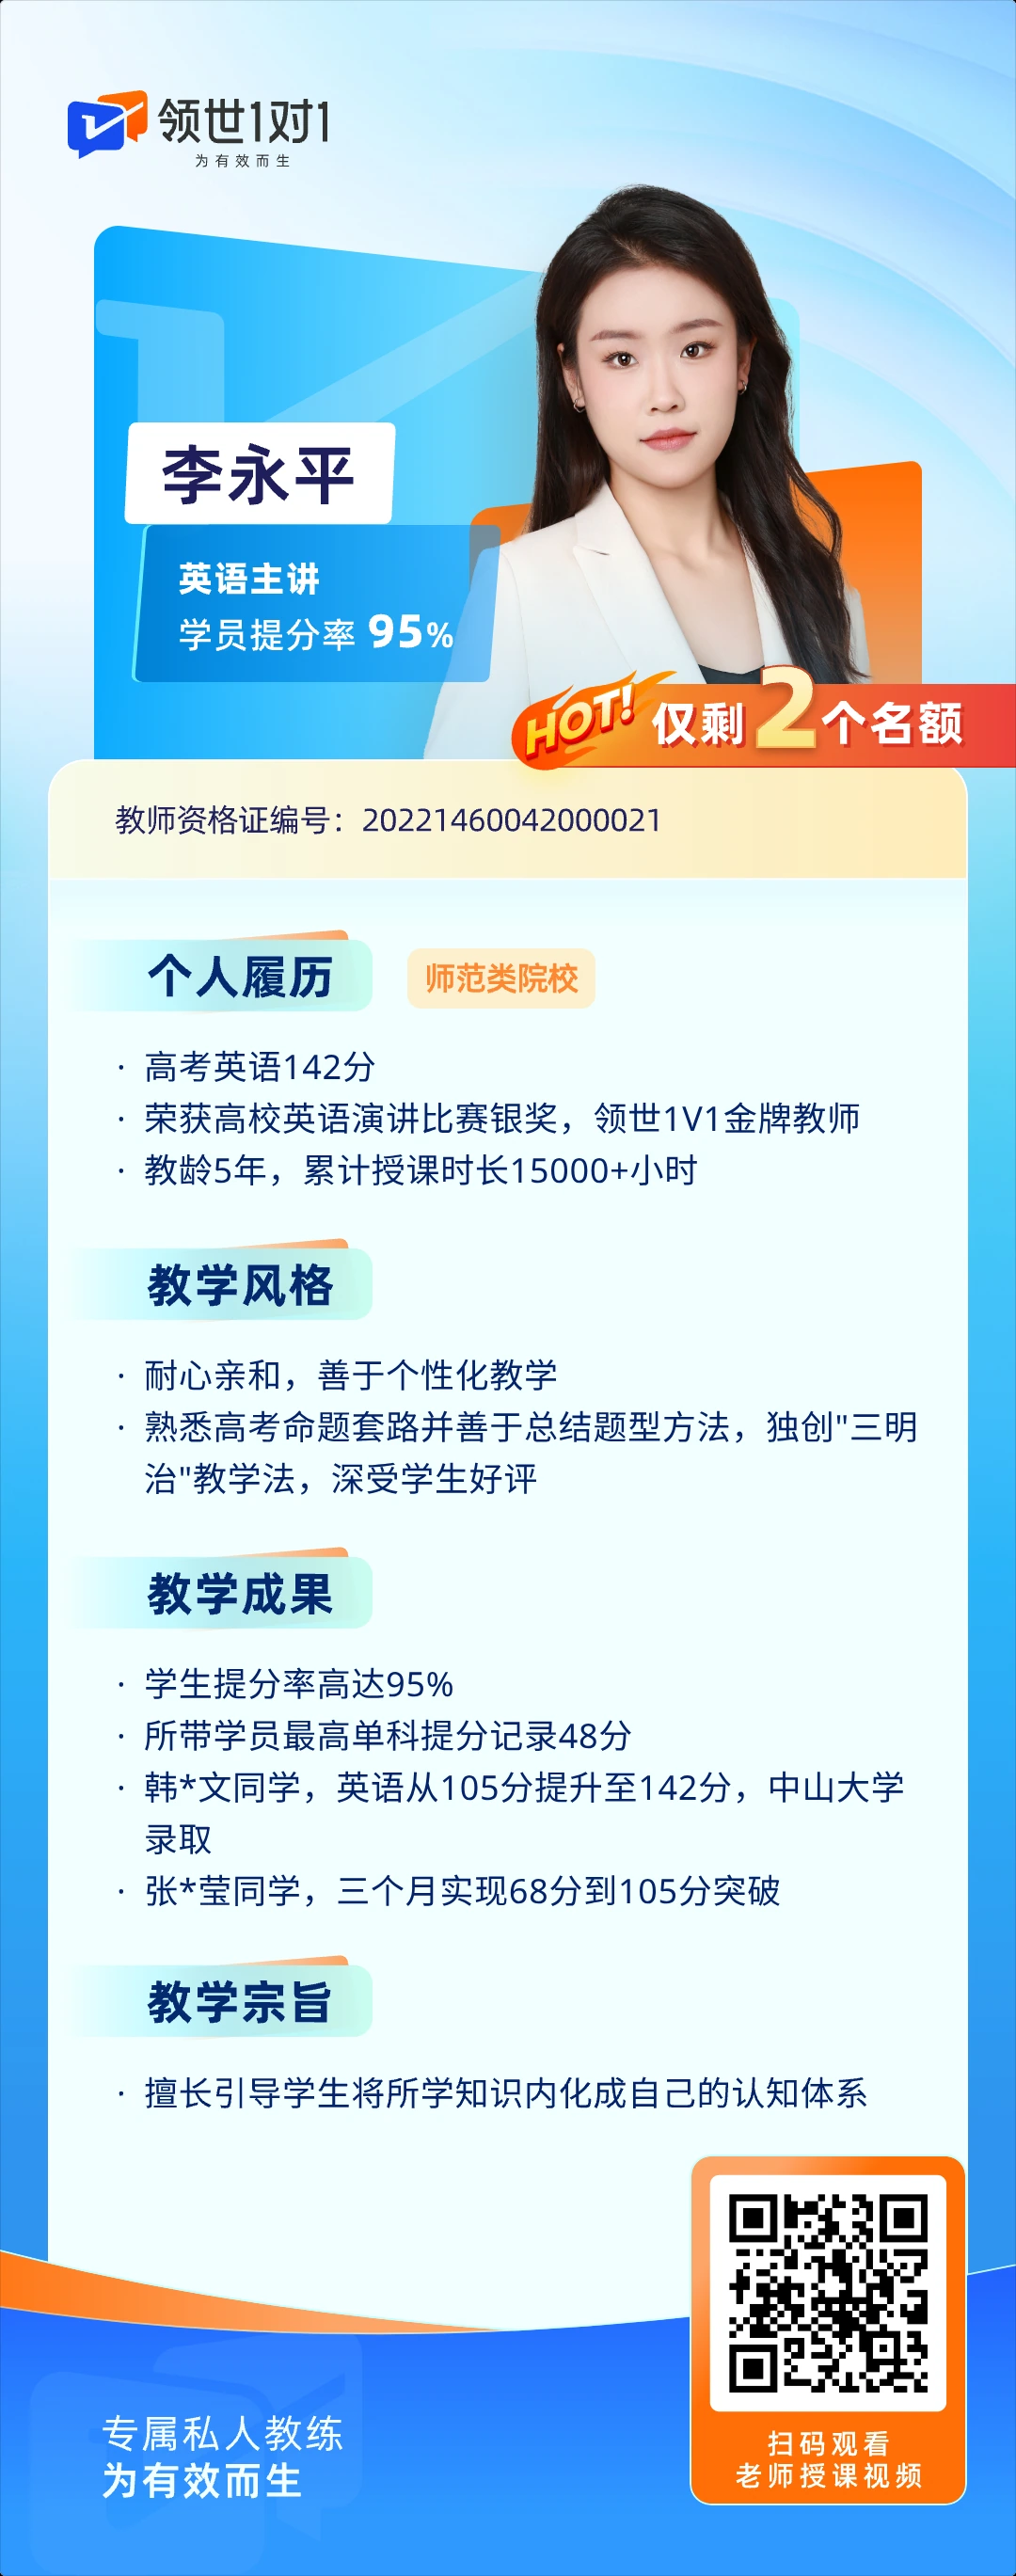 领世1对1
为有效而生
李永平
英语主讲
学员提分率 95%
HOT! 仅剩2个名额
教师资格证编号：20221460042000021
个人履历 师范类院校
· 高考英语142分
· 荣获高校英语演讲比赛银奖，领世1V1金牌教师
· 教龄5年，累计授课时长15000+小时
教学风格
· 耐心亲和，善于个性化教学
· 熟悉高考命题套路并善于总结题型方法，独创"三明
治"教学法，深受学生好评
教学成果
· 学生提分率高达95%
· 所带学员最高单科提分记录48分
· 韩*文同学，英语从105分提升至142分，中山大学
录取
· 张*莹同学，三个月实现68分到105分突破
教学宗旨
· 擅长引导学生将所学知识内化成自己的认知体系
专属私人教练
为有效而生
扫码观看
老师授课视频